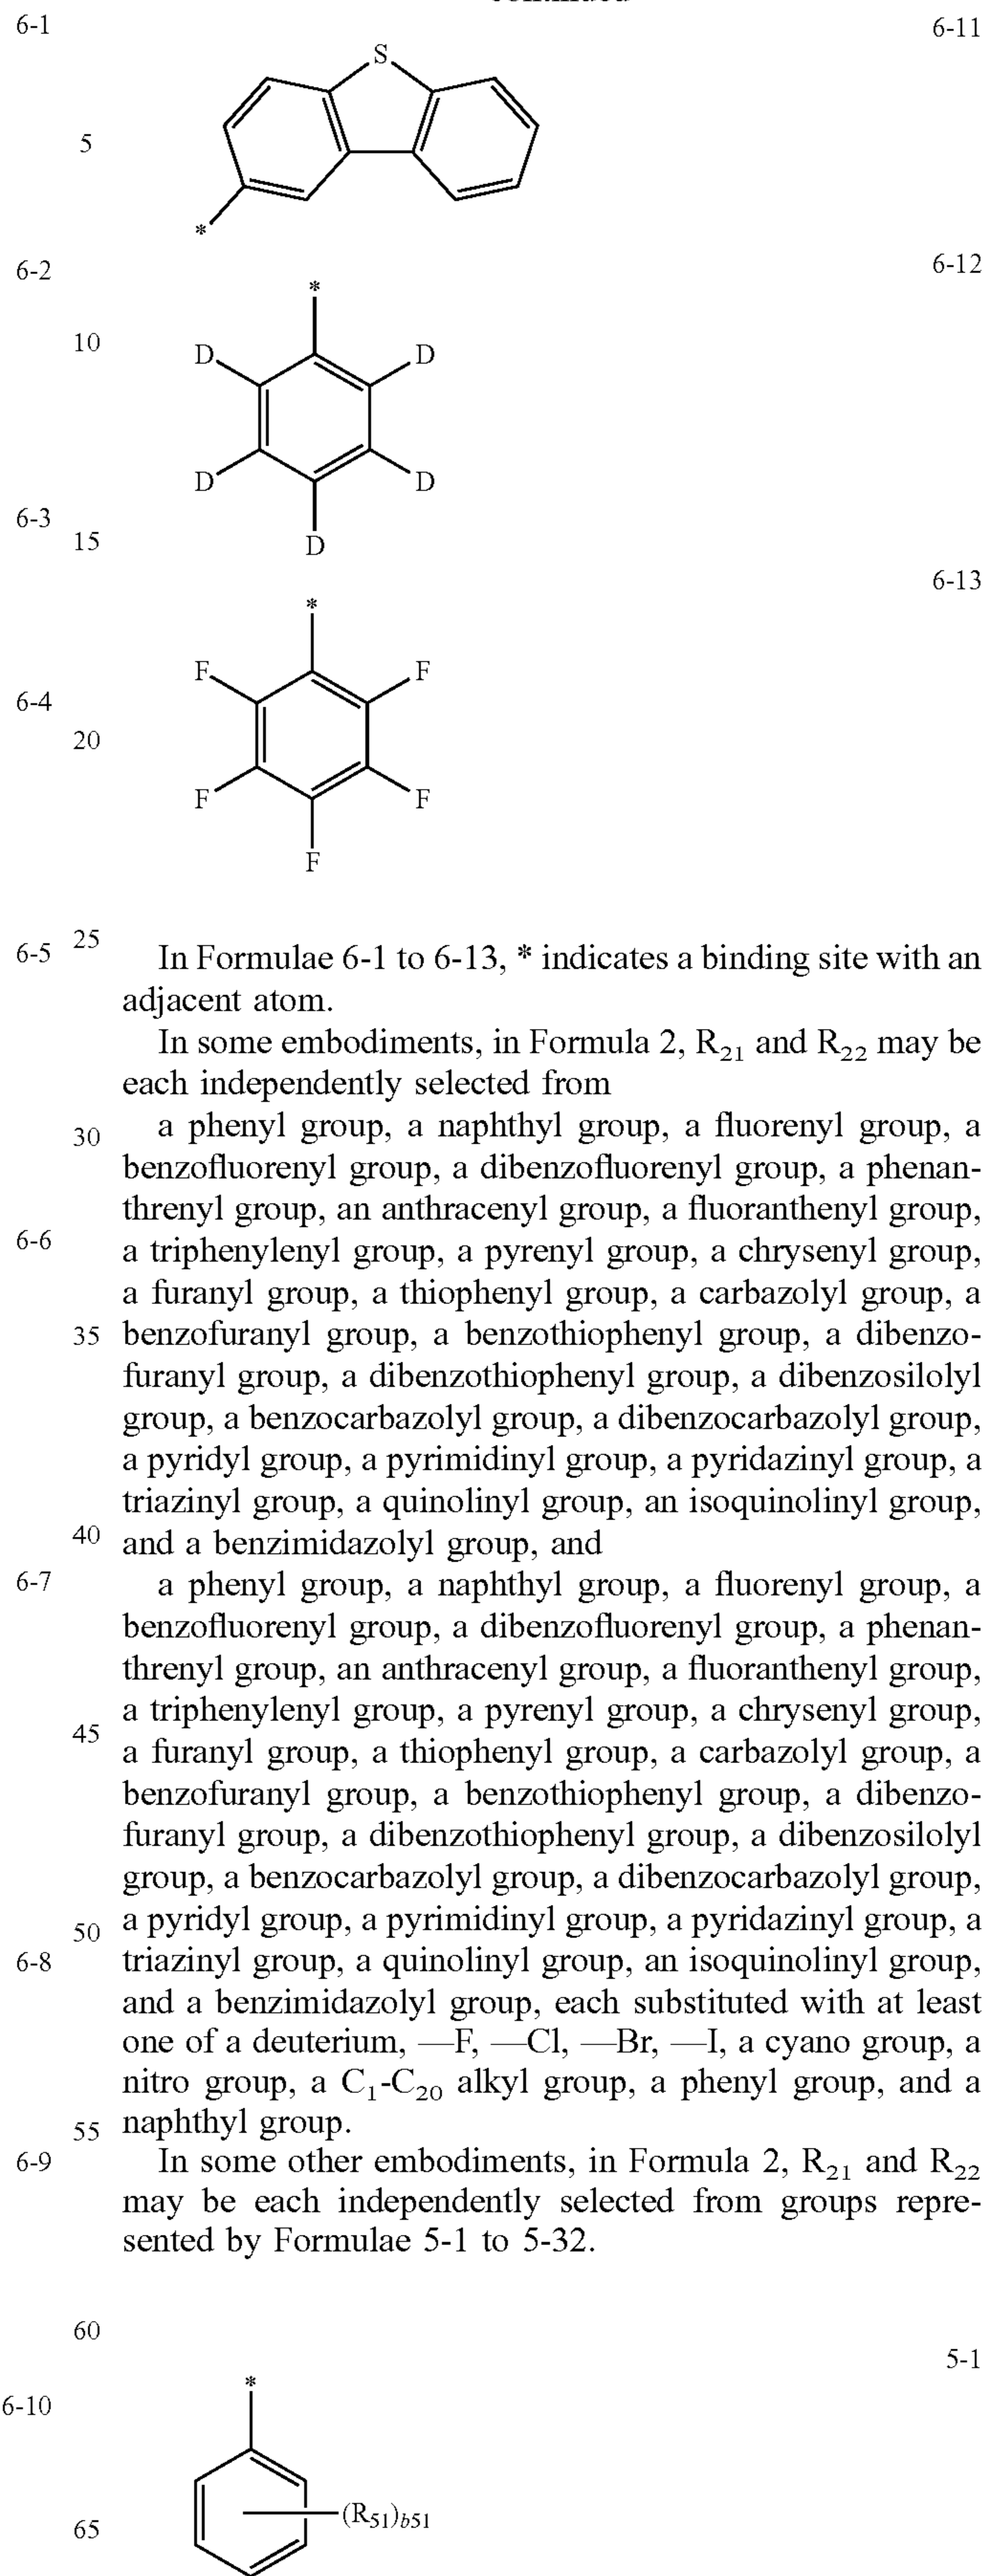 6-1
6-11
S
5
*
6-2
6-12
*
10
D D
D D
6-3
15
D
6-13
*
F F
6-4
20
F F
F
25
6-5
In Formulae 6-1 to 6-13, * indicates a binding site with an
adjacent atom.
In some embodiments, in Formula 2, R21 and R22 may be
each independently selected from
30
a phenyl group, a naphthyl group, a fluorenyl group, a
benzofluorenyl group, a dibenzofluorenyl group, a phenan-
threnyl group, an anthracenyl group, a fluoranthenyl group,
6-6
a triphenylenyl group, a pyrenyl group, a chrysenyl group,
a furanyl group, a thiophenyl group, a carbazolyl group, a
35
benzofuranyl group, a benzothiophenyl group, a dibenzo-
furanyl group, a dibenzothiophenyl group, a dibenzosilolyl
group, a benzocarbazolyl group, a dibenzocarbazolyl group,
a pyridyl group, a pyrimidinyl group, a pyridazinyl group, a
triazinyl group, a quinolinyl group, an isoquinolinyl group,
40
and a benzimidazolyl group, and
6-7
a phenyl group, a naphthyl group, a fluorenyl group, a
benzofluorenyl group, a dibenzofluorenyl group, a phenan-
threnyl group, an anthracenyl group, a fluoranthenyl group,
a triphenylenyl group, a pyrenyl group, a chrysenyl group,
45
a furanyl group, a thiophenyl group, a carbazolyl group, a
benzofuranyl group, a benzothiophenyl group, a dibenzo-
furanyl group, a dibenzothiophenyl group, a dibenzosilolyl
group, a benzocarbazolyl group, a dibenzocarbazolyl group,
50
a pyridyl group, a pyrimidinyl group, a pyridazinyl group, a
6-8
triazinyl group, a quinolinyl group, an isoquinolinyl group,
and a benzimidazolyl group, each substituted with at least
one of a deuterium, —F, —Cl, —Br, —I, a cyano group, a
nitro group, a C1-C20 alkyl group, a phenyl group, and a
55
naphthyl group.
6-9
In some other embodiments, in Formula 2, R21 and R22
may be each independently selected from groups repre-
sented by Formulae 5-1 to 5-32.
60
5-1
*
6-10
(R51)b51
65